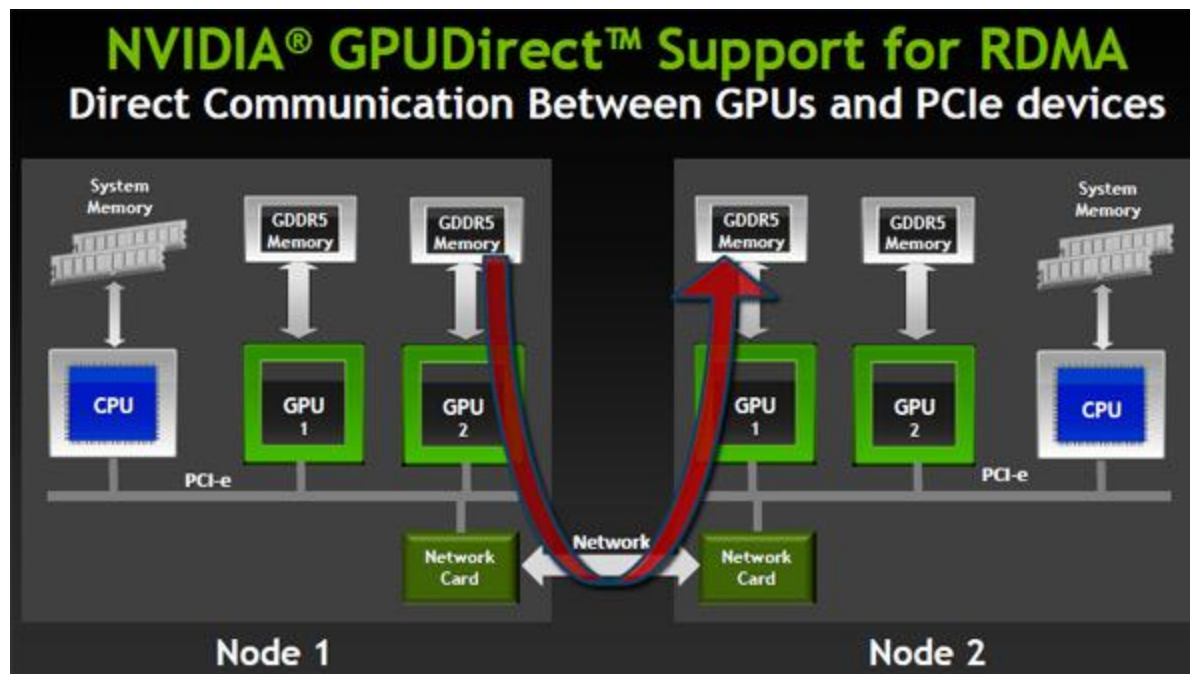 NVIDIA® GPUDirect™ Support for RDMA
Direct Communication Between GPUs and PCIe devices
System
Memory
GDDR5
Memory
GDDR5
Memory
CPU
GPU
1
GPU
2
PCI-e
Network
Card
Node 1
Network
GDDR5
Memory
GDDR5
Memory
System
Memory
GPU
1
GPU
2
CPU
PCI-e
Network
Card
Node 2